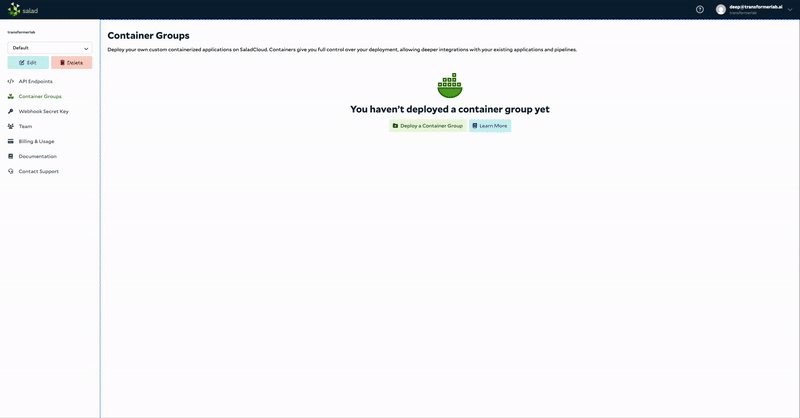 salad
deep@transformerlab.ai
transformerlab
transformerlab
Default
Edit
Delete
API Endpoints
Container Groups
Webhook Secret Key
Team
Billing & Usage
Documentation
Contact Support
Container Groups
Deploy your own custom containerized applications on SaladCloud. Containers give you full control over your deployment, allowing deeper integrations with your existing applications and pipelines.
You haven't deployed a container group yet
Deploy a Container Group
Learn More